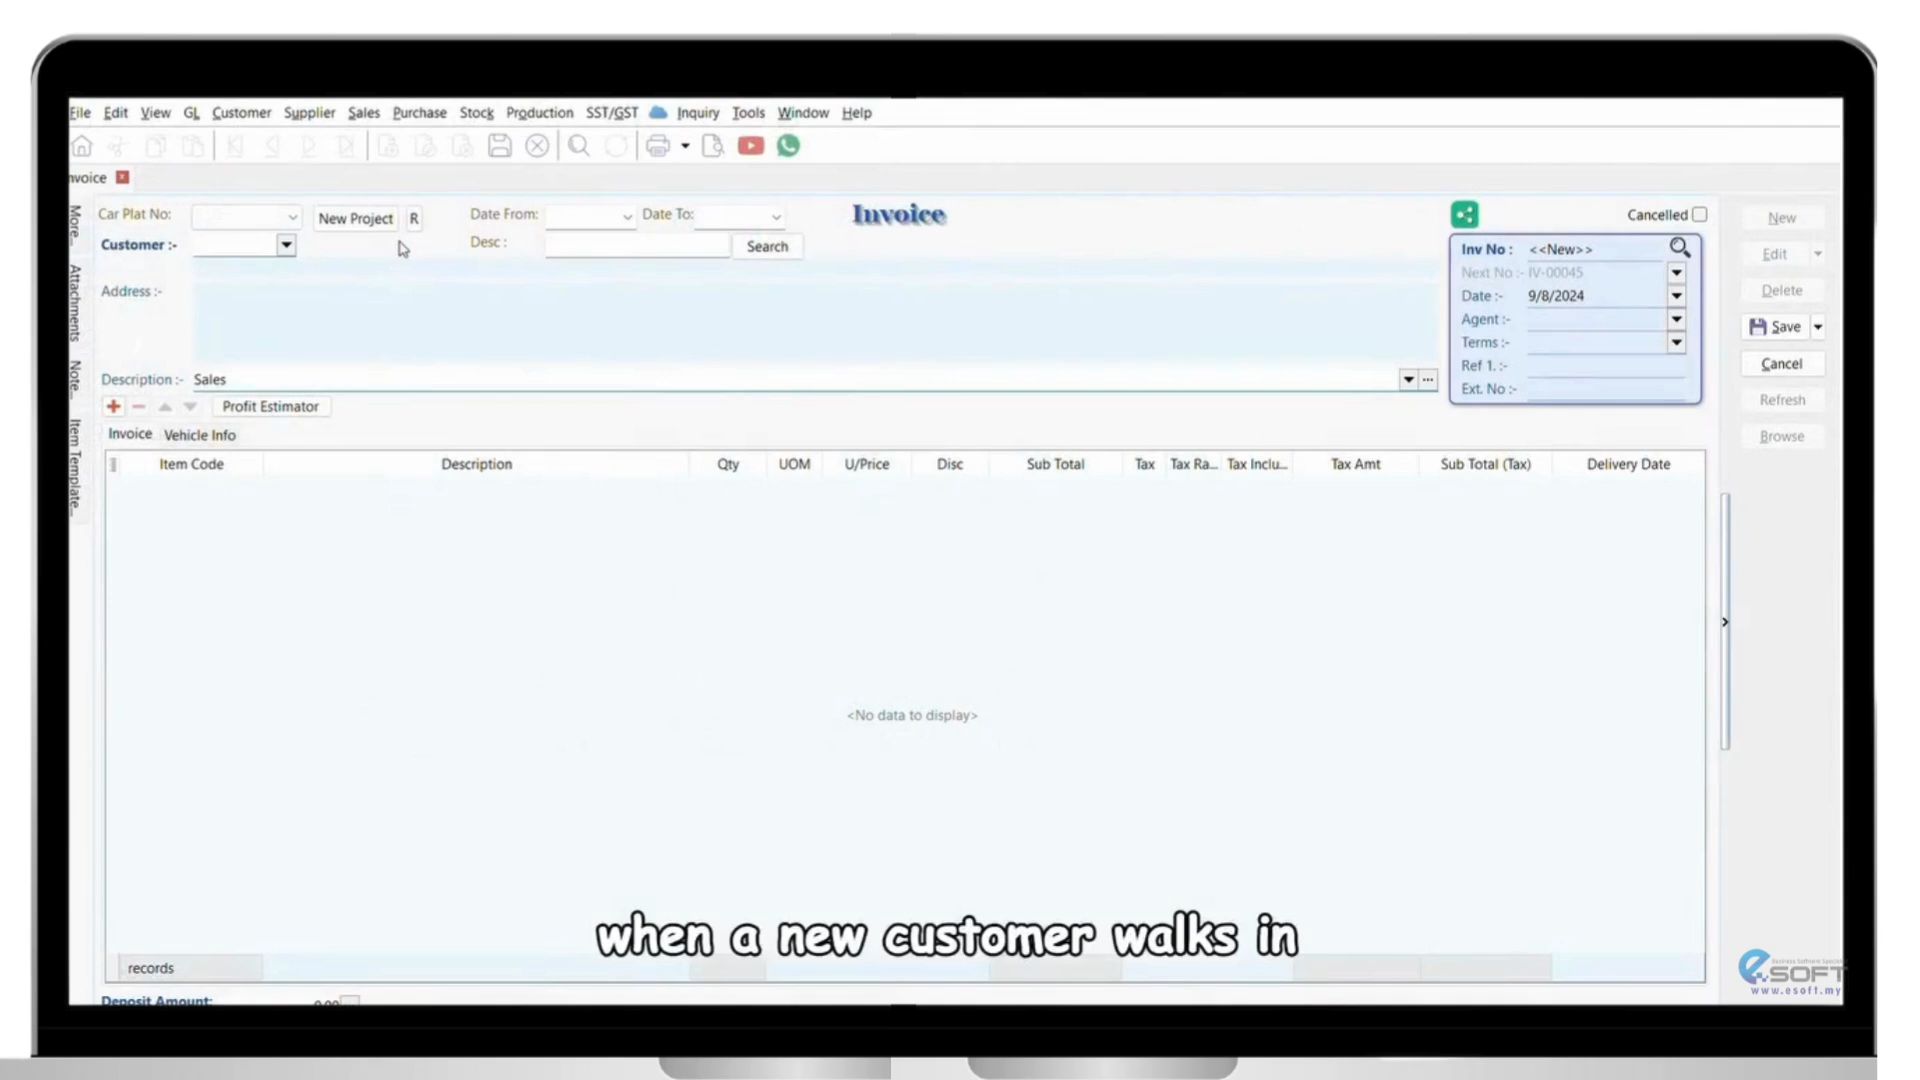 File Edit View GL Customer Supplier Sales Purchase Stock Production SST/GST Inquiry Tools Window Help
nvoice
Car Plat No: New Project R Date From: Date To: Invoice Cancelled New
Customer :- Desc : Search Inv No : <<New>> Edit
Next No :- IV-00045
Address :- Date :- 9/8/2024 Delete
Agent :- Save
Terms :-
Ref 1. :- Cancel
Description :- Sales Ext. No :- Refresh
Profit Estimator
Browse
More...
Attachments
Note...
Item Template...
Invoice Vehicle Info
Item Code Description Qty UOM U/Price Disc Sub Total Tax Tax Ra... Tax Inclu... Tax Amt Sub Total (Tax) Delivery Date
<No data to display>
when a new customer walks in
records
Deposit Amount: 0.00
esoft
www.esoft.my